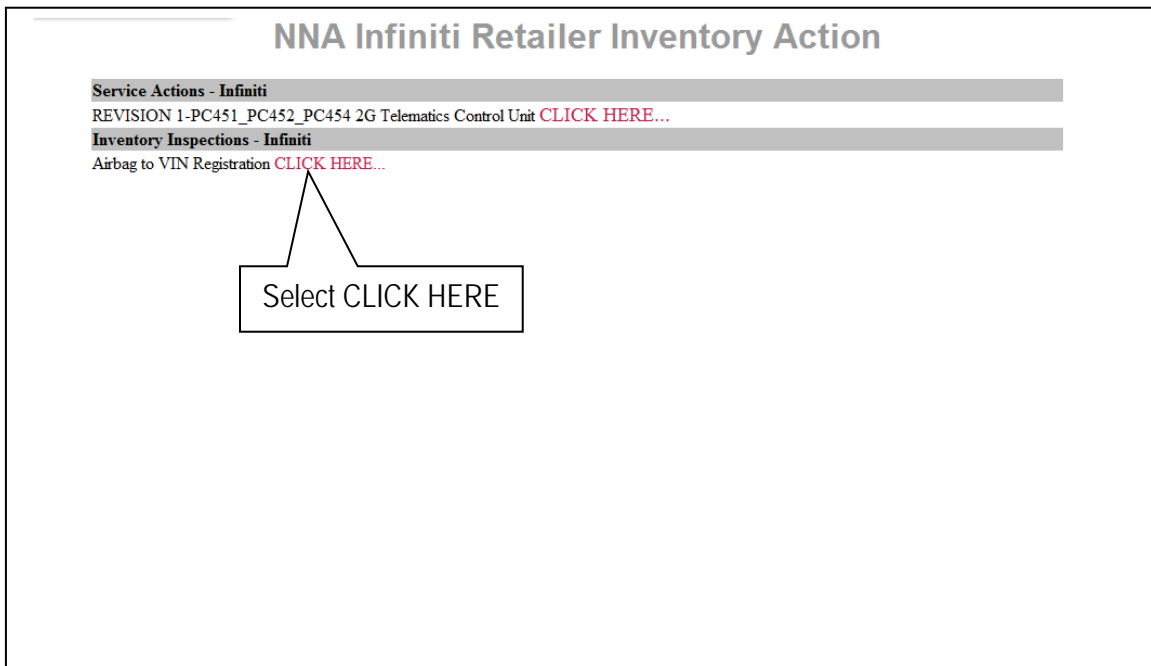 NNA Infiniti Retailer Inventory Action
Service Actions - Infiniti
REVISION 1-PC451_PC452_PC454 2G Telematics Control Unit CLICK HERE...
Inventory Inspections - Infiniti
Airbag to VIN Registration CLICK HERE...
Select CLICK HERE